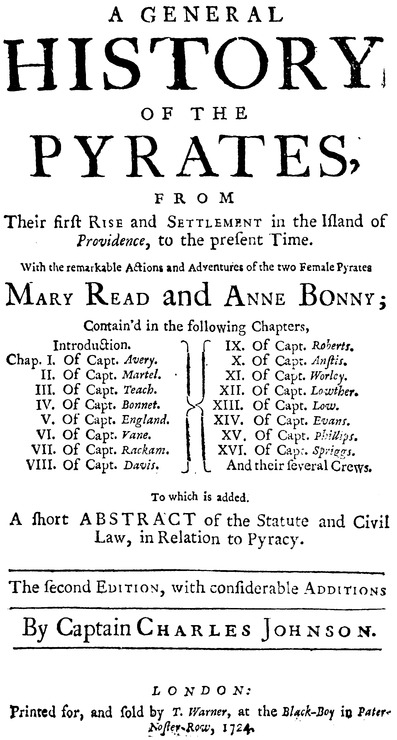 A GENERAL
HISTORY
OF THE
PYRATES,
FROM
Their firſt RISE and SETTLEMENT in the Iſland of
Providence, to the preſent Time.
With the remarkable Actions and Adventures of the two Female Pyrates
MARY READ and ANNE BONNY;
Contain'd in the following Chapters,
Introduction.
Chap. I. Of Capt. Avery.
II. Of Capt. Martel.
III. Of Capt. Teach.
IV. Of Capt. Bonnet.
V. Of Capt. England.
VI. Of Capt. Vane.
VII. Of Capt. Rackam.
VIII. Of Capt. Davis.
IX. Of Capt. Roberts.
X. Of Capt. Anſtis.
XI. Of Capt. Worley.
XII. Of Capt. Lowther.
XIII. Of Capt. Low.
XIV. Of Capt. Evans.
XV. Of Capt. Phillips.
XVI. Of Capt. Spriggs.
And their ſeveral Crews.
To which is added.
A ſhort ABSTRACT of the Statute and Civil
Law, in Relation to Pyracy.
The ſecond EDITION, with conſiderable ADDITIONS
By Captain CHARLES JOHNSON.
LONDON:
Printed for, and ſold by T. Warner, at the Black-Boy in Pater-
Noſter-Row, 1724.